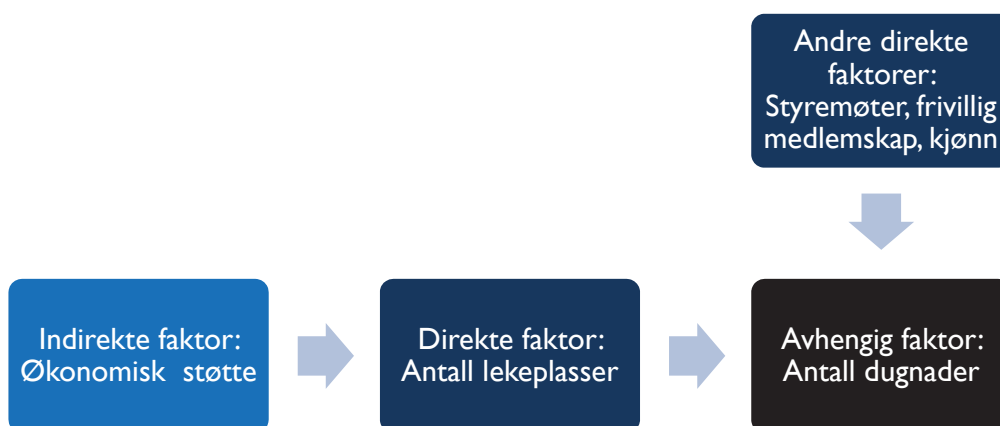 Andre direkte
faktorer:
Styremøter, frivillig
medlemskap, kjønn
Indirekte faktor:
Økonomisk støtte
Direkte faktor:
Antall lekeplasser
Avhengig faktor:
Antall dugnader